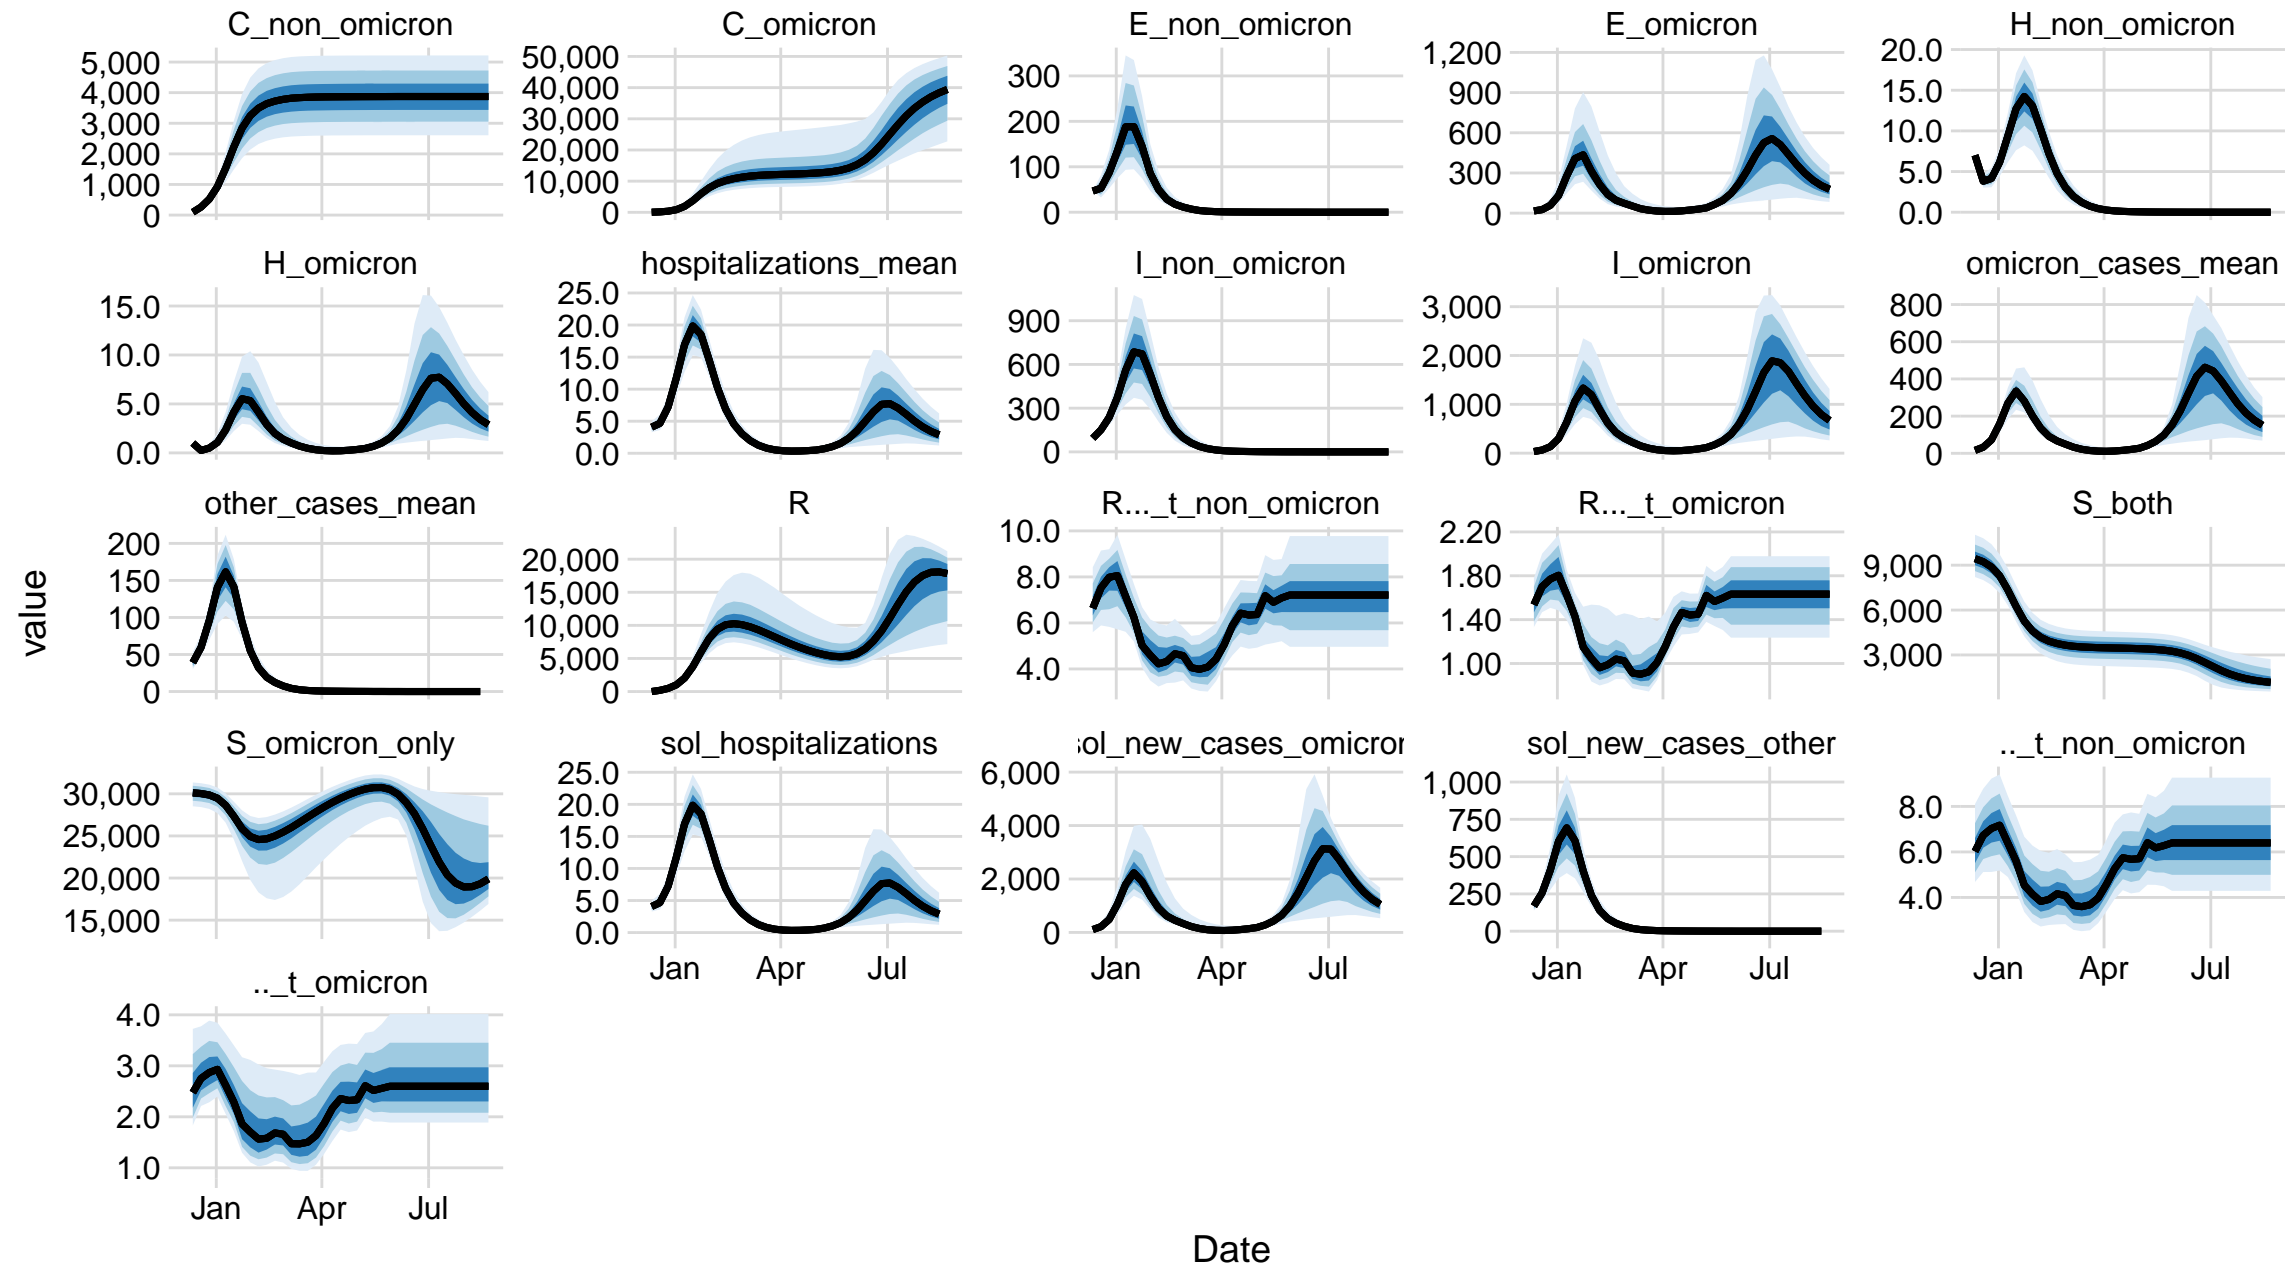 C_non_omicron C_omicron E_non_omicron E_omicron H_non_omicron
5,000 4,000 3,000 2,000 1,000 0
50,000 40,000 30,000 20,000 10,000 0
300 200 100 0
1,200 900 600 300 0
20.0 15.0 10.0 5.0 0.0
H_omicron hospitalizations_mean I_non_omicron I_omicron omicron_cases_mean
15.0 10.0 5.0 0.0
25.0 20.0 15.0 10.0 5.0 0.0
900 600 300 0
3,000 2,000 1,000 0
800 600 400 200 0
other_cases_mean R R..._t_non_omicron R..._t_omicron S_both
200 150 100 50 0
20,000 15,000 10,000 5,000 0
10.0 8.0 6.0 4.0
2.20 1.80 1.40 1.00
9,000 6,000 3,000
value
S_omicron_only sol_hospitalizations sol_new_cases_omicron sol_new_cases_other .._t_non_omicron
30,000 25,000 20,000 15,000
25.0 20.0 15.0 10.0 5.0 0.0
6,000 4,000 2,000 0
1,000 750 500 250 0
8.0 6.0 4.0
Jan Apr Jul Jan Apr Jul Jan Apr Jul Jan Apr Jul
.._t_omicron
4.0 3.0 2.0 1.0
Jan Apr Jul
Date